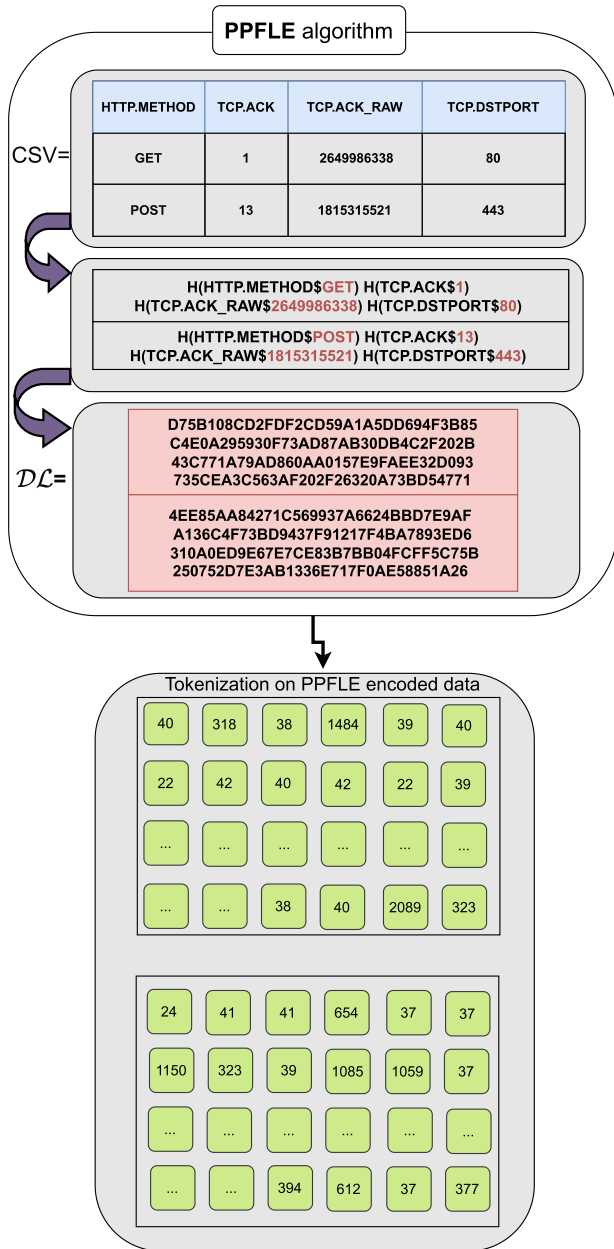 PPFLE algorithm
HTTP.METHOD TCP.ACK TCP.ACK_RAW TCP.DSTPORT
CSV=
GET 1 2649986338 80
POST 13 1815315521 443
H(HTTP.METHOD$GET) H(TCP.ACK$1)
H(TCP.ACK_RAW$2649986338) H(TCP.DSTPORT$80)
H(HTTP.METHOD$POST) H(TCP.ACK$13)
H(TCP.ACK_RAW$1815315521) H(TCP.DSTPORT$443)
𝒟ℒ=
D75B108CD2FDF2CD59A1A5DD694F3B85
C4E0A295930F73AD87AB30DB4C2F202B
43C771A79AD860AA0157E9FAEE32D093
735CEA3C563AF202F26320A73BD54771
4EE85AA84271C569937A6624BBD7E9AF
A136C4F73BD9437F91217F4BA7893ED6
310A0ED9E67E7CE83B7BB04FCFF5C75B
250752D7E3AB1336E717F0AE58851A26
Tokenization on PPFLE encoded data
40 318 38 1484 39 40
22 42 40 42 22 39
... ... ... ... ... ...
... ... 38 40 2089 323
24 41 41 654 37 37
1150 323 39 1085 1059 37
... ... ... ... ... ...
... ... 394 612 37 377